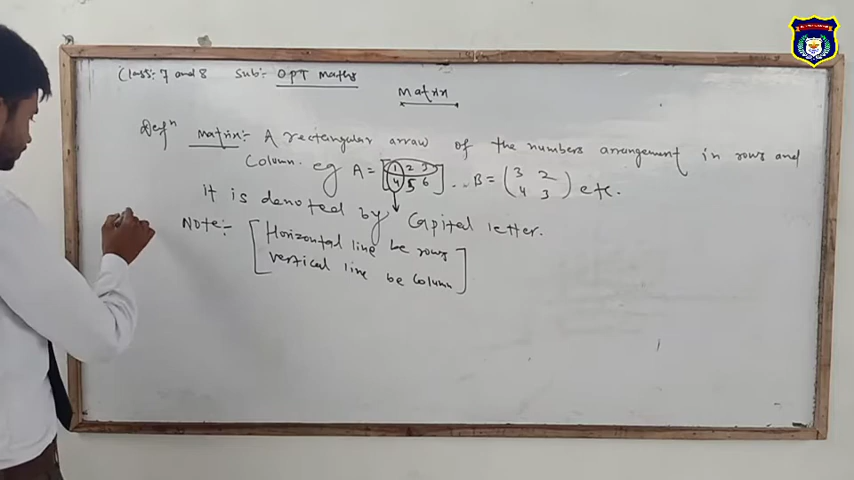 Class:- 7 and 8 Sub:- OPT Maths
Matrix
Defⁿ Matrix:- A rectangular arraw of the numbers arrangement in rows and
Column. eg A = [1 2 3 / 4 5 6] .. B = (3 2 / 4 3) etc.
it is denoted by Capital letter.
Note:- [Horizontal line be rows
vertical line be Column]